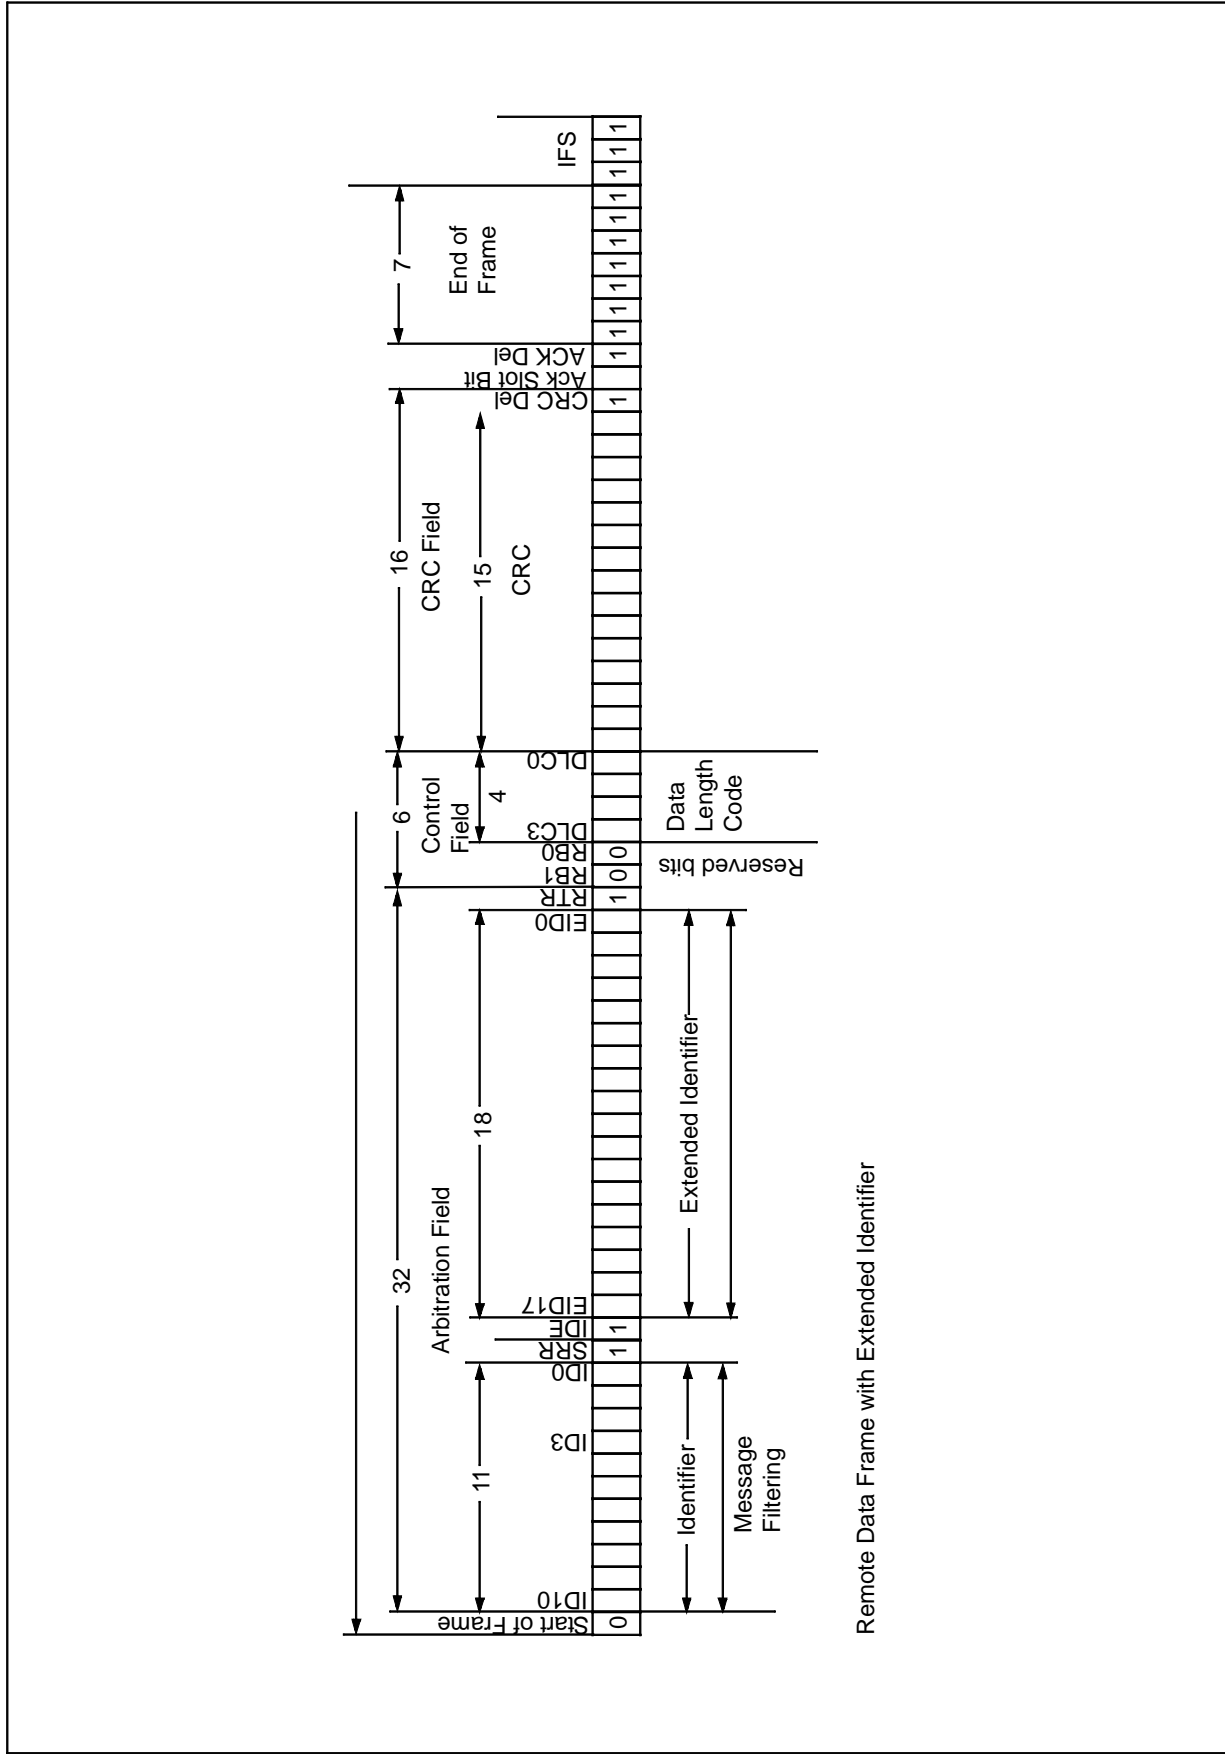 32
6
16
7
Arbitration Field
Control
Field
CRC Field
End of
Frame
11
18
4
15
CRC
IFS
Start of Frame
ID10
ID3
ID0
SRR
IDE
EID17
EID0
RTR
RB1
RB0
DLC3
DLC0
CRC Del
Ack Slot Bit
ACK Del
0 1 1 1 0 0 1 1 1 1 1 1 1 1 1 1 1 1
Identifier
Extended Identifier
Reserved bits
Data
Length
Code
Message
Filtering
Remote Data Frame with Extended Identifier